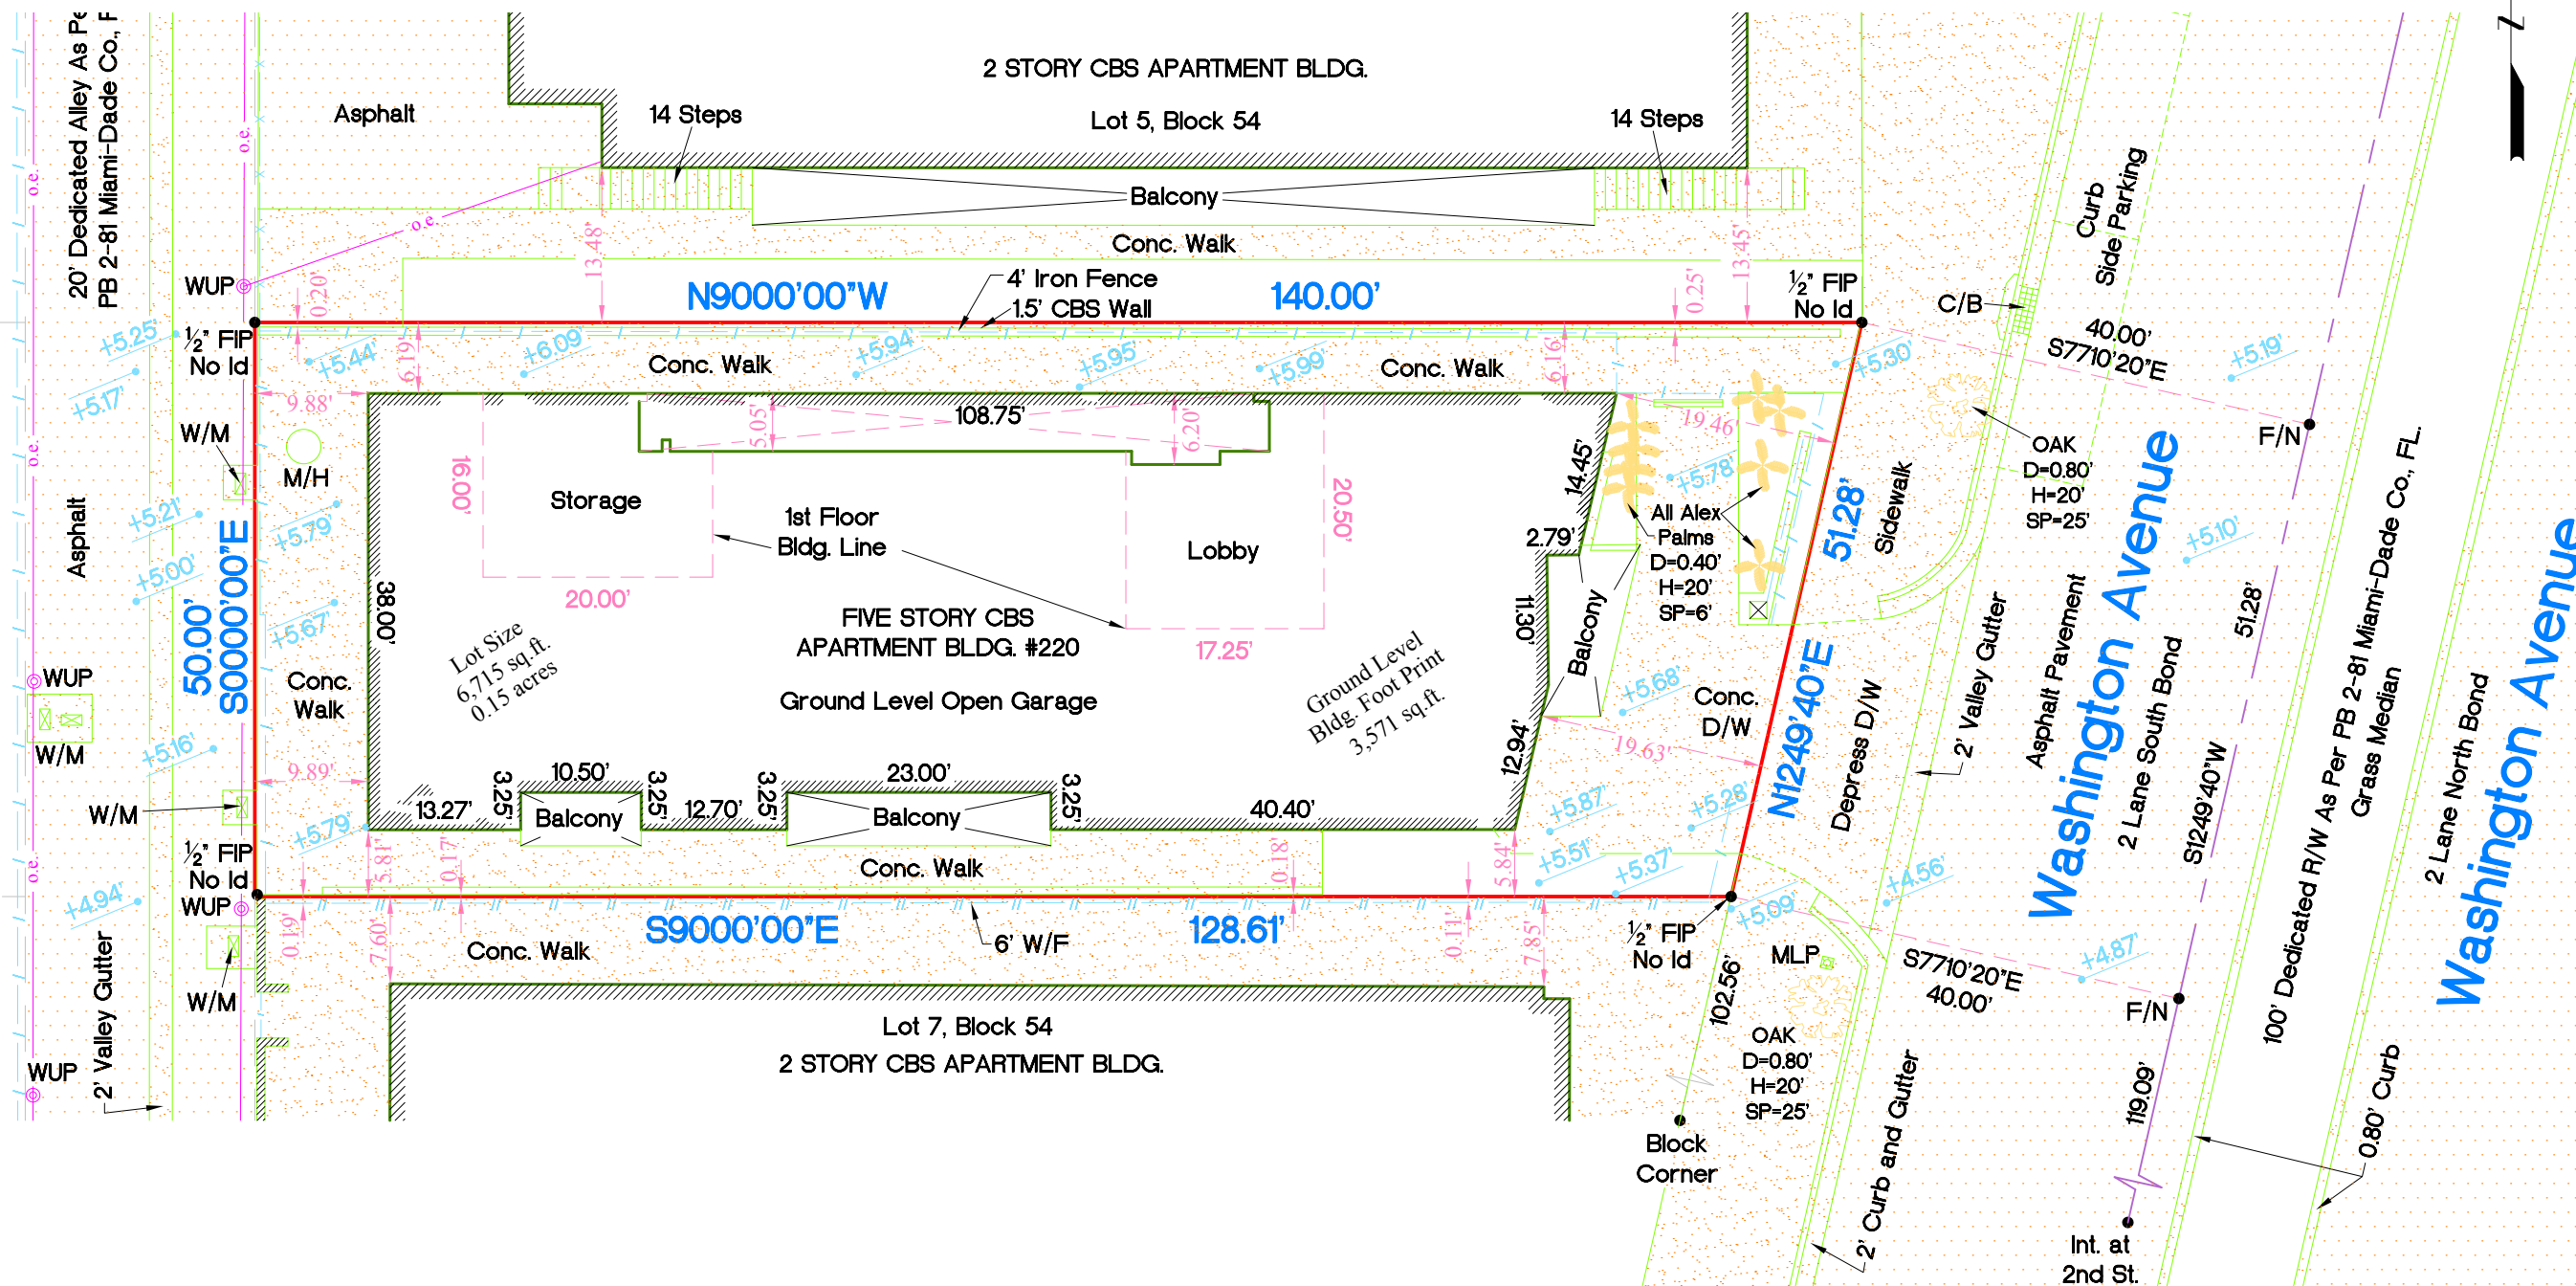 20' Dedicated Alley As Pe
PB 2-81 Miami-Dade Co., F
Asphalt
2 STORY CBS APARTMENT BLDG.
Lot 5, Block 54
14 Steps
14 Steps
Balcony
Conc. Walk
o.e.
o.e.
o.e.
WUP
0.20'
13.48'
13.45'
0.25'
N9000'00"W
140.00'
4' Iron Fence
1.5' CBS Wall
½" FIP
No Id
½" FIP
No Id
C/B
Curb
Side Parking
40.00'
S7710'20"E
+5.25'
+5.17'
+5.44'
+6.09'
+5.94'
+5.95'
+5.99'
+5.30'
+5.19'
6.19'
Conc. Walk
Conc. Walk
6.16'
9.88'
108.75'
5.05'
6.20'
19.46'
W/M
M/H
16.00'
Storage
20.00'
1st Floor
Bldg. Line
Lobby
20.50'
17.25'
14.45'
2.79'
11.30'
12.94'
Balcony
+5.78'
All Alex
Palms
D=0.40'
H=20'
SP=6'
OAK
D=0.80'
H=20'
SP=25'
F/N
o.e.
Asphalt
+5.21'
+5.00'
+5.79'
+5.67'
+5.16'
50.00'
S0000'00"E
38.00'
Lot Size
6,715 sq.ft.
0.15 acres
FIVE STORY CBS
APARTMENT BLDG. #220
Ground Level Open Garage
Ground Level
Bldg. Foot Print
3,571 sq.ft.
51.28'
N1249'40"E
Sidewalk
+5.68'
Conc.
D/W
19.63'
Depress D/W
2' Valley Gutter
Asphalt Pavement
Washington Avenue
2 Lane South Bond
+5.10'
51.28'
S1249'40"W
100' Dedicated R/W As Per PB 2-81 Miami-Dade Co., FL.
Grass Median
2 Lane North Bond
Washington Avenue
WUP
W/M
Conc.
Walk
9.89'
W/M
+5.79'
13.27'
3.25'
10.50'
3.25'
12.70'
3.25'
23.00'
3.25'
40.40'
Balcony
Balcony
+5.87'
+5.28'
+5.51'
+5.37'
+5.09'
+4.56'
+4.87'
½" FIP
No Id
WUP
o.e.
+4.94'
5.81'
0.17'
Conc. Walk
0.18'
5.84'
0.19'
7.60'
S9000'00"E
128.61'
0.11'
7.85'
Conc. Walk
6' W/F
½" FIP
No Id
MLP
S7710'20"E
40.00'
F/N
2' Valley Gutter
W/M
WUP
Lot 7, Block 54
2 STORY CBS APARTMENT BLDG.
102.56'
OAK
D=0.80'
H=20'
SP=25'
Block
Corner
2' Curb and Gutter
119.09'
0.80' Curb
Int. at
2nd St.